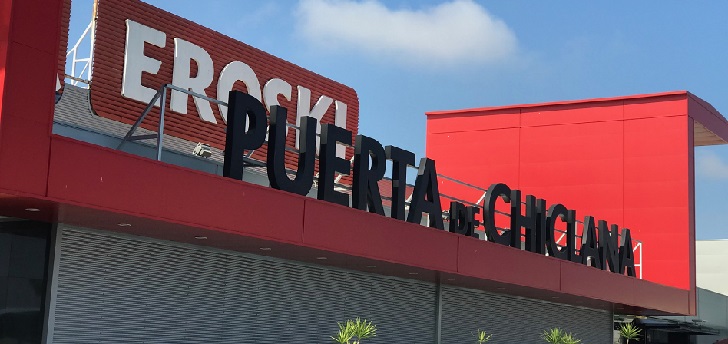 EROSKI
PUERTA DE CHICLANA